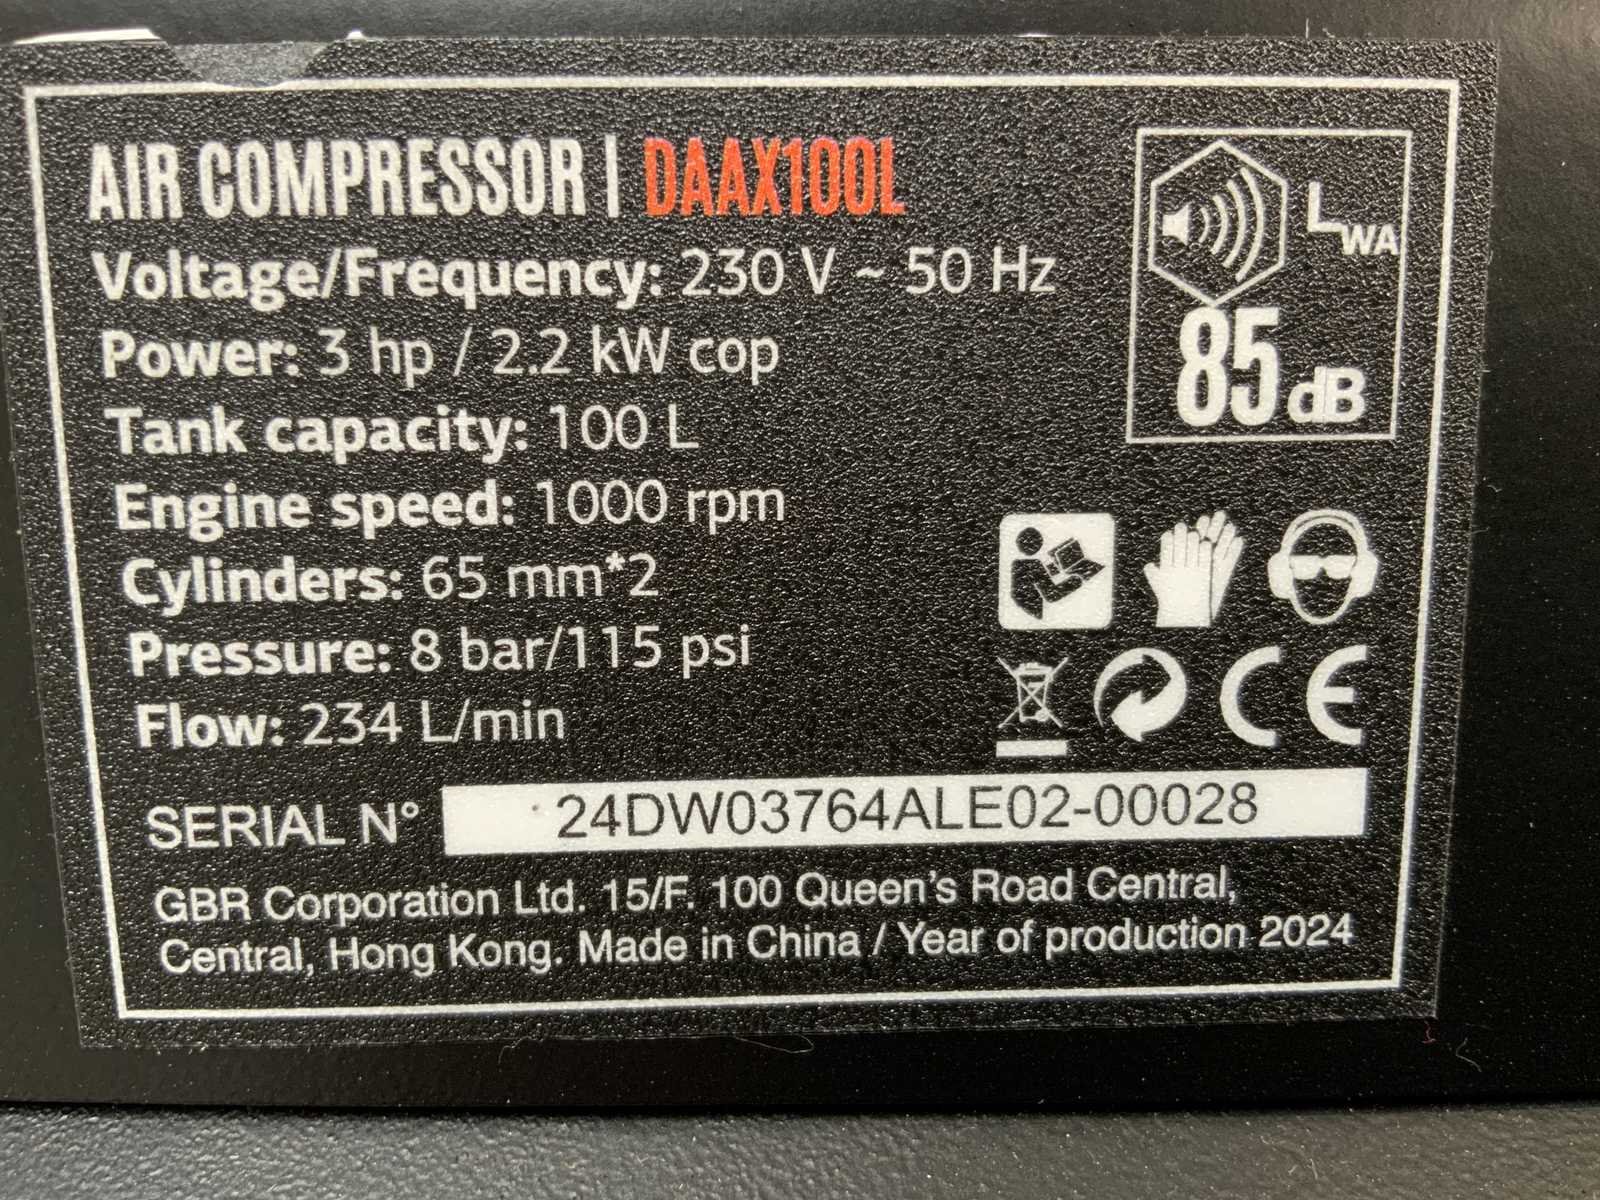 AIR COMPRESSOR | DAAX100L
Voltage/Frequency: 230 V ~ 50 Hz
Power: 3 hp / 2.2 kW cop
Tank capacity: 100 L
Engine speed: 1000 rpm
Cylinders: 65 mm*2
Pressure: 8 bar/115 psi
Flow: 234 L/min
LWA
85 dB
CE
SERIAL N° 24DW03764ALE02-00028
GBR Corporation Ltd. 15/F. 100 Queen's Road Central,
Central, Hong Kong. Made in China / Year of production 2024